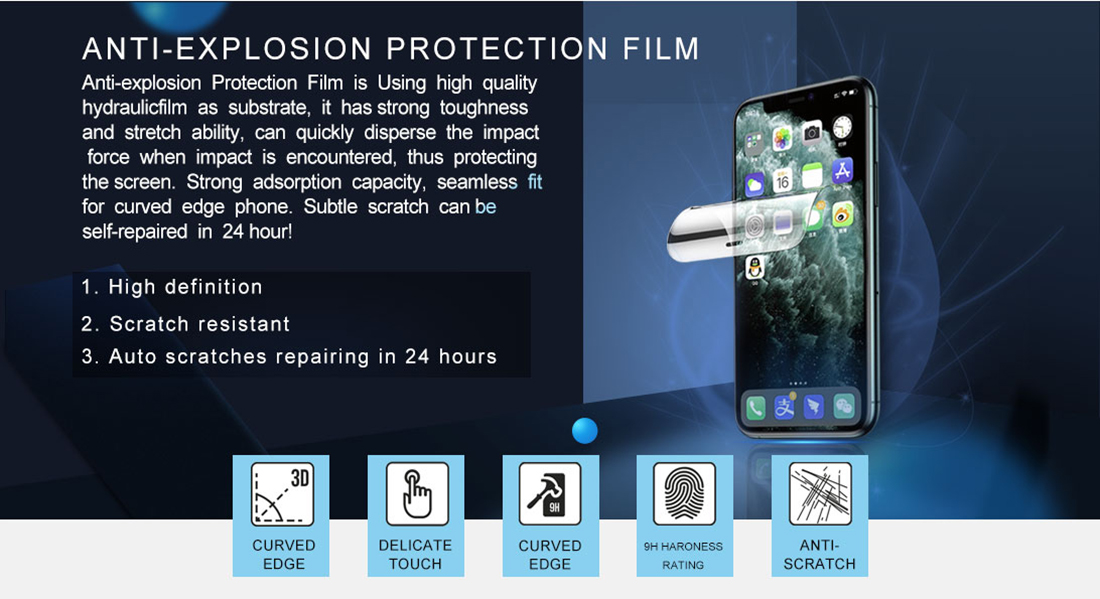 ANTI-EXPLOSION PROTECTION FILM
Anti-explosion Protection Film is Using high quality
hydraulicfilm as substrate, it has strong toughness
and stretch ability, can quickly disperse the impact
force when impact is encountered, thus protecting
the screen. Strong adsorption capacity, seamless fit
for curved edge phone. Subtle scratch can be
self-repaired in 24 hour!
1. High definition
2. Scratch resistant
3. Auto scratches repairing in 24 hours
16
3D
9H
CURVED
EDGE
DELICATE
TOUCH
CURVED
EDGE
9H HARONESS
RATING
ANTI-
SCRATCH